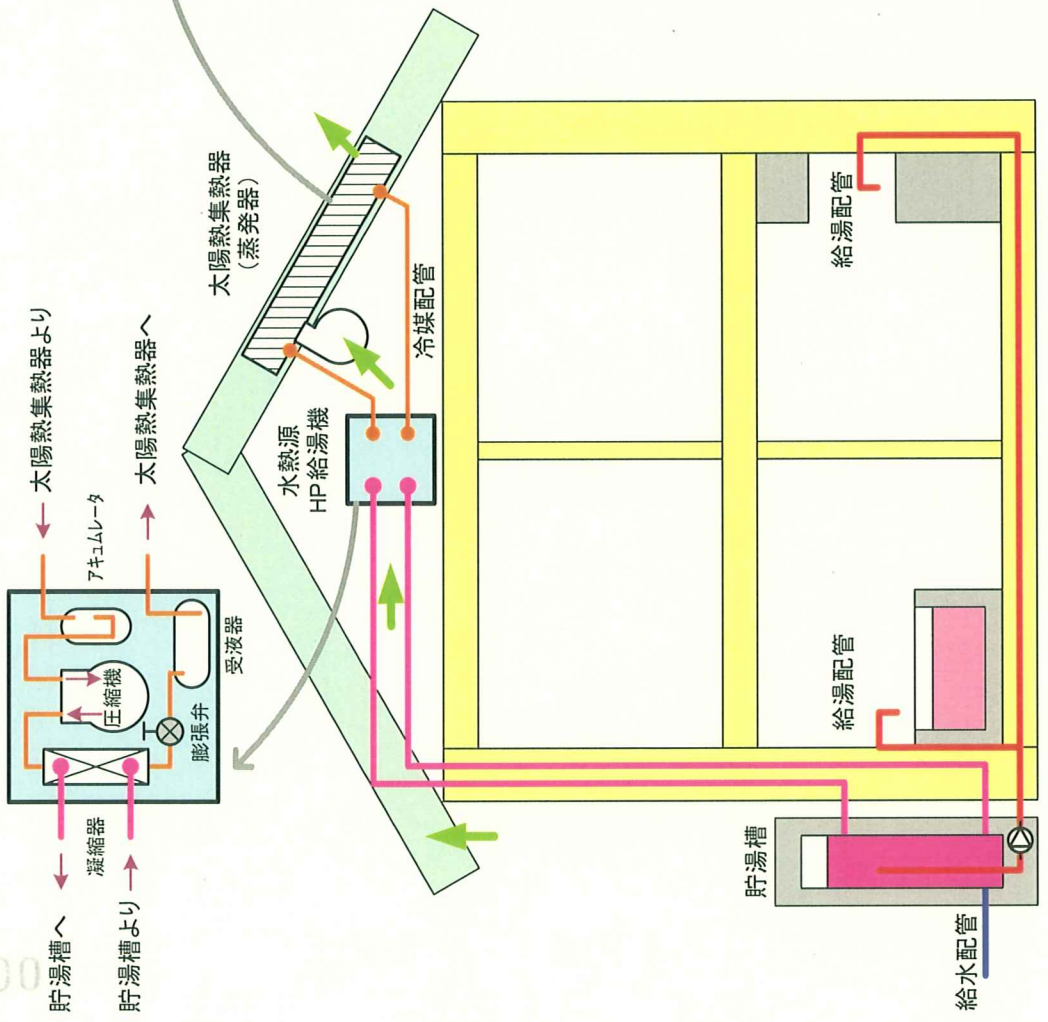 太陽熱集熱器より
太陽熱集熱器へ
アキュムレータ
圧縮機
膨張弁
受液器
凝縮器
貯湯槽へ
貯湯槽より
太陽熱集熱器
（蒸発器）
冷媒配管
水熱源
HP給湯機
給湯配管
給湯配管
貯湯槽
給水配管